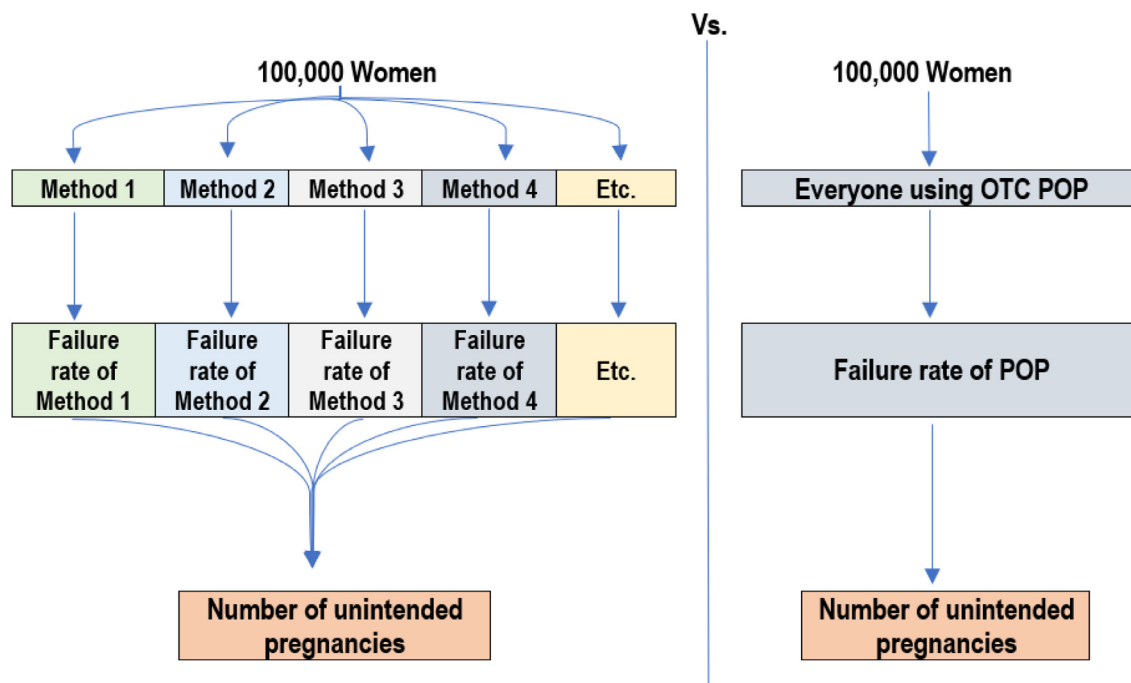 Vs.
100,000 Women
Method 1
Method 2
Method 3
Method 4
Etc.
Failure
rate of
Method 1
Failure
rate of
Method 2
Failure
rate of
Method 3
Failure
rate of
Method 4
Etc.
Number of unintended
pregnancies
100,000 Women
Everyone using OTC POP
Failure rate of POP
Number of unintended
pregnancies